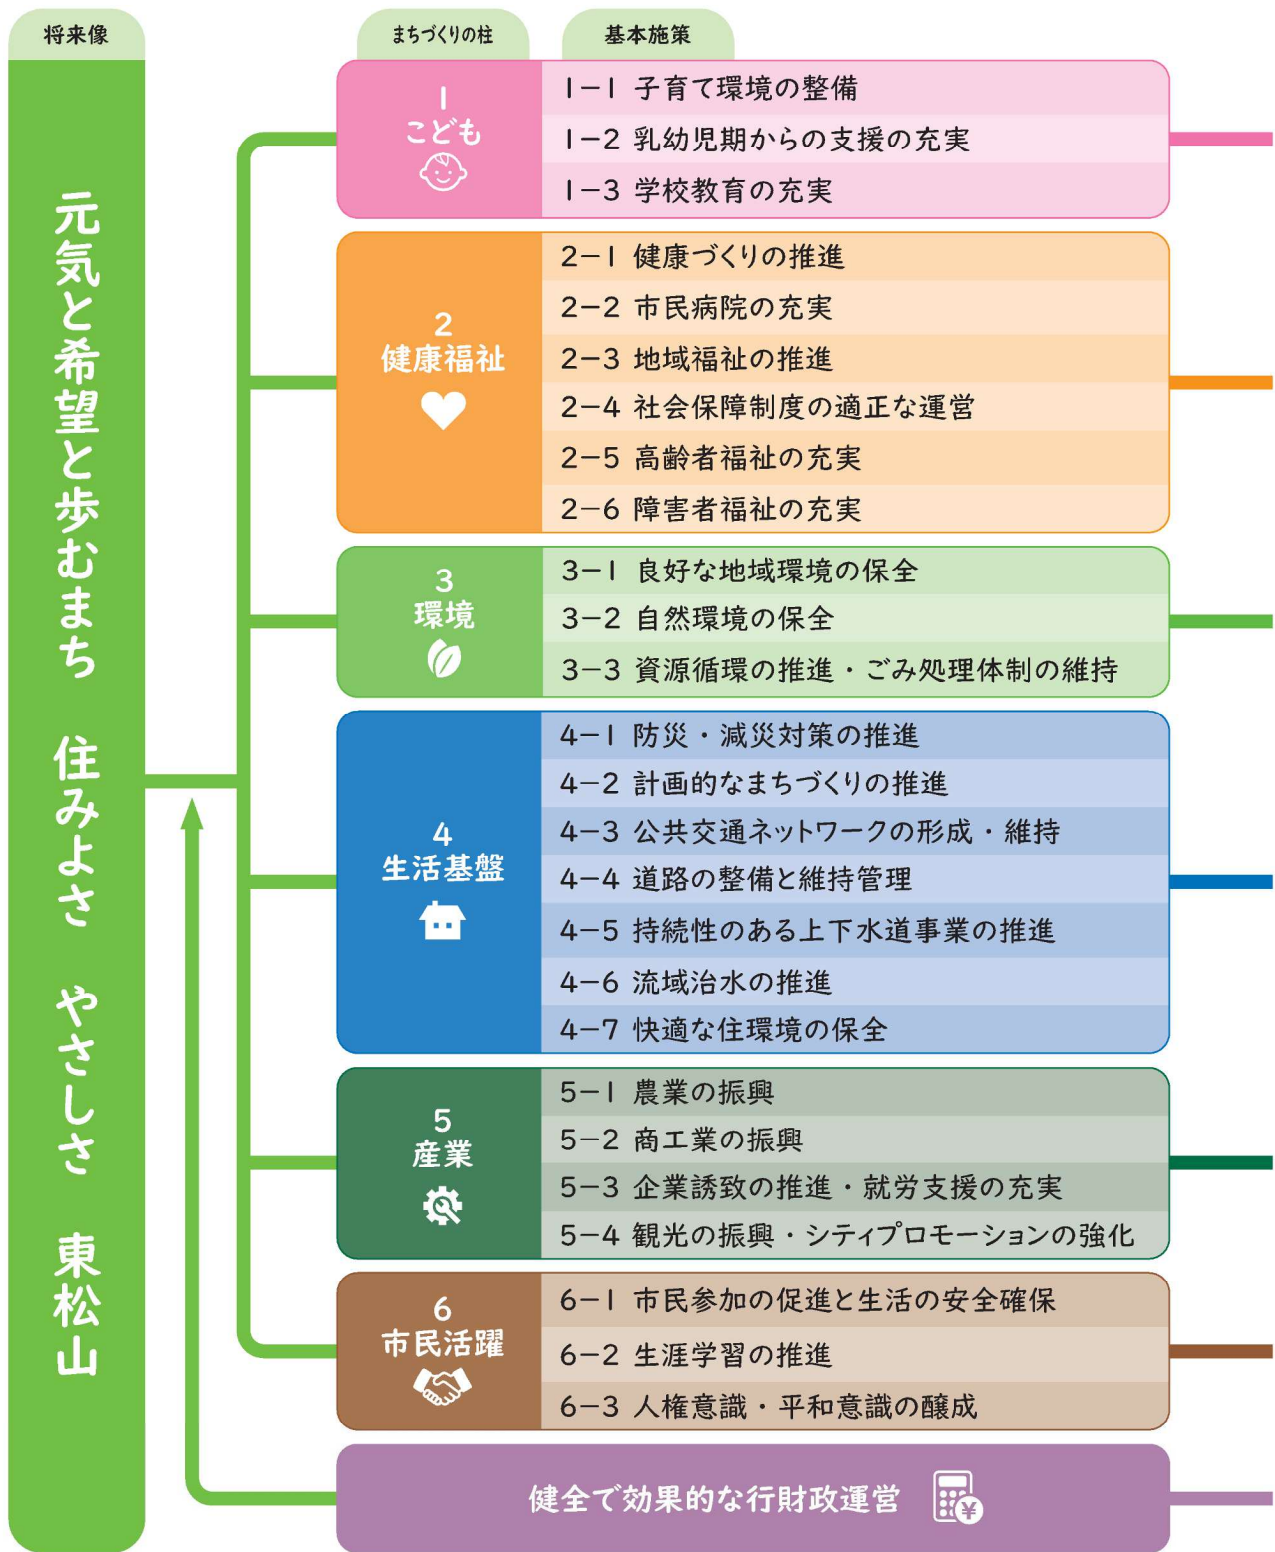 将来像
まちづくりの柱
基本施策
元気と希望と歩むまち 住みよさ やさしさ 東松山
1
こども
1-1 子育て環境の整備
1-2 乳幼児期からの支援の充実
1-3 学校教育の充実
2
健康福祉
2-1 健康づくりの推進
2-2 市民病院の充実
2-3 地域福祉の推進
2-4 社会保障制度の適正な運営
2-5 高齢者福祉の充実
2-6 障害者福祉の充実
3
環境
3-1 良好な地域環境の保全
3-2 自然環境の保全
3-3 資源循環の推進・ごみ処理体制の維持
4
生活基盤
4-1 防災・減災対策の推進
4-2 計画的なまちづくりの推進
4-3 公共交通ネットワークの形成・維持
4-4 道路の整備と維持管理
4-5 持続性のある上下水道事業の推進
4-6 流域治水の推進
4-7 快適な住環境の保全
5
産業
5-1 農業の振興
5-2 商工業の振興
5-3 企業誘致の推進・就労支援の充実
5-4 観光の振興・シティプロモーションの強化
6
市民活躍
6-1 市民参加の促進と生活の安全確保
6-2 生涯学習の推進
6-3 人権意識・平和意識の醸成
健全で効果的な行財政運営
¥